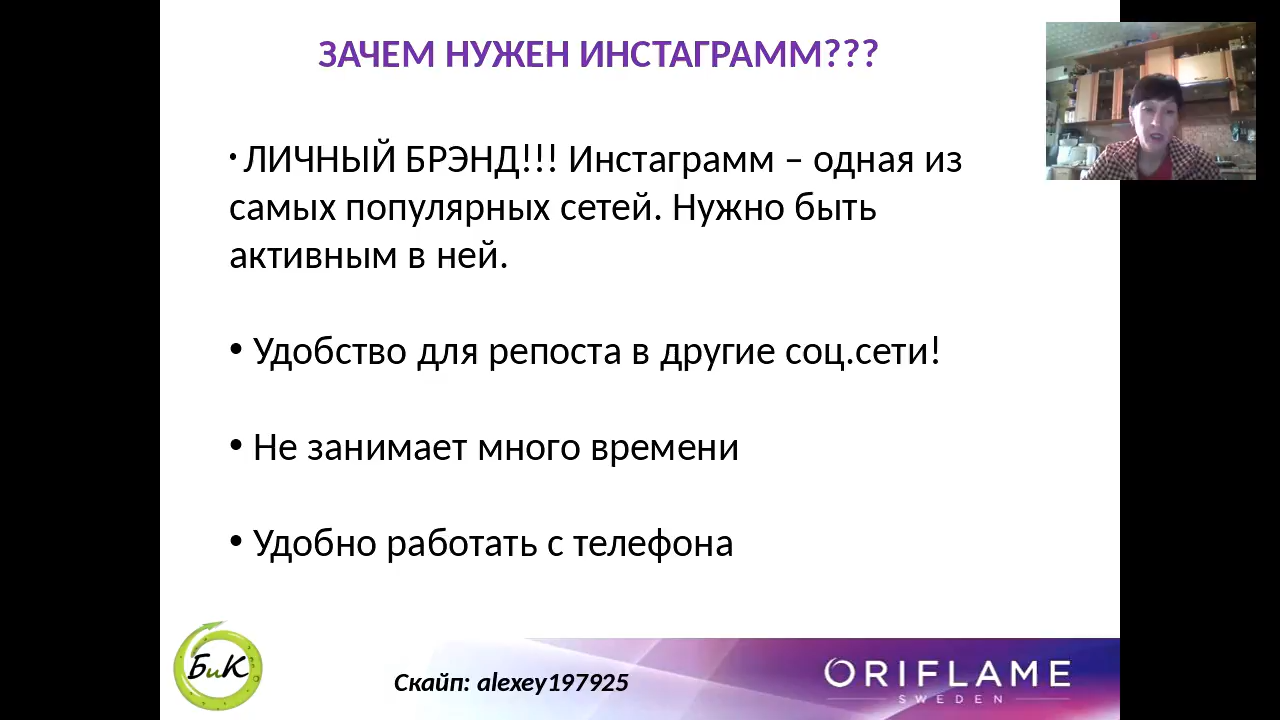 ЗАЧЕМ НУЖЕН ИНСТАГРАММ???
• ЛИЧНЫЙ БРЭНД!!! Инстаграмм – одная из
самых популярных сетей. Нужно быть
активным в ней.
• Удобство для репоста в другие соц.сети!
• Не занимает много времени
• Удобно работать с телефона
БиК
Скайп: alexey197925
ORIFLAME
SWEDEN